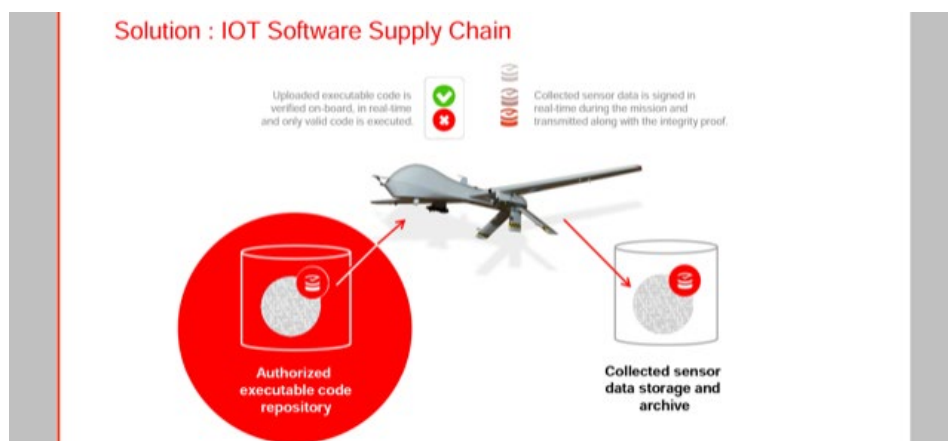 Solution : IOT Software Supply Chain
Uploaded executable code is
verified on-board, in real-time
and only valid code is executed.
Collected sensor data is signed in
real-time during the mission and
transmitted along with the integrity proof.
Authorized
executable code
repository
Collected sensor
data storage and
archive